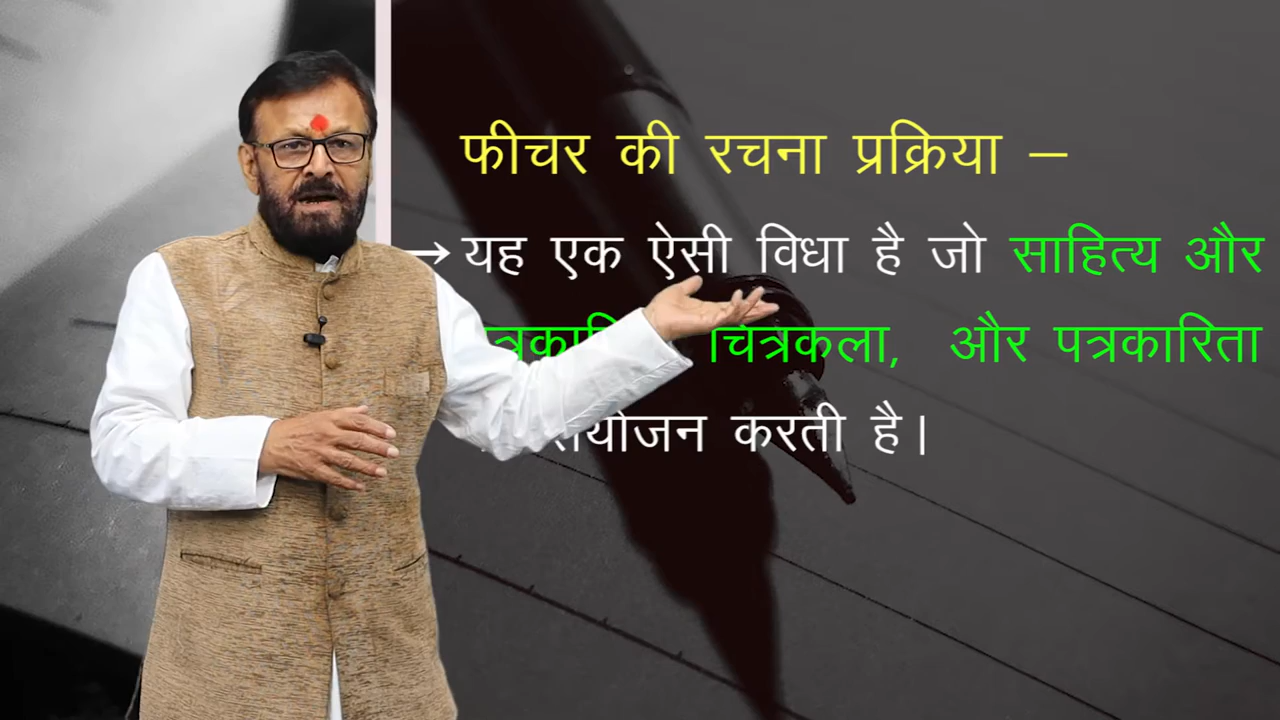 फीचर की रचना प्रक्रिया –
→ यह एक ऐसी विधा है जो साहित्य और
चित्रकला, और पत्रकारिता
करती है।